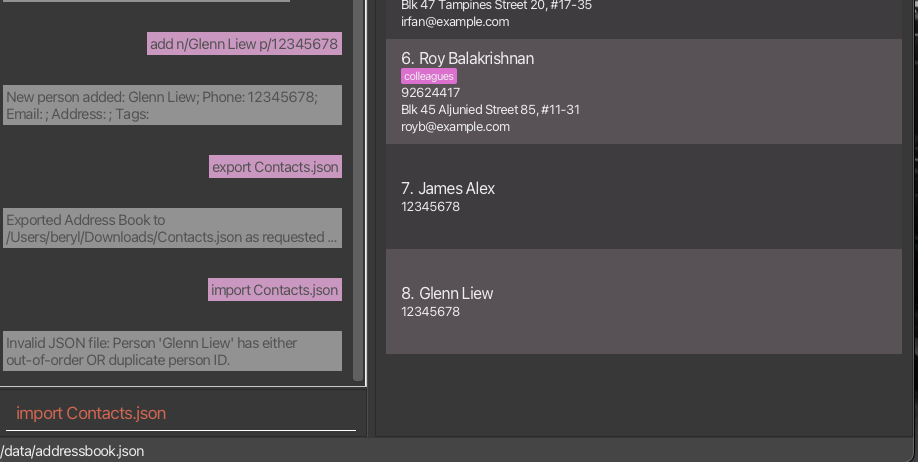 add n/Glenn Liew p/12345678
New person added: Glenn Liew; Phone: 12345678;
Email: ; Address: ; Tags:
export Contacts.json
Exported Address Book to
/Users/beryl/Downloads/Contacts.json as requested ...
import Contacts.json
Invalid JSON file: Person 'Glenn Liew' has either
out-of-order OR duplicate person ID.
import Contacts.json
/data/addressbook.json
Blk 47 Tampines Street 20, #17-35
irfan@example.com
6. Roy Balakrishnan
colleagues
92624417
Blk 45 Aljunied Street 85, #11-31
royb@example.com
7. James Alex
12345678
8. Glenn Liew
12345678